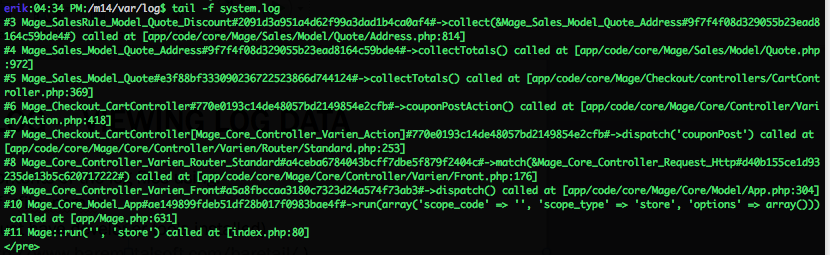 erik:04:34 PM:/m14/var/log$ tail -f system.log
#3 Mage_SalesRule_Model_Quote_Discount#2091d3a951a4d62f99a3dad1b4ca0af4#->collect(&Mage_Sales_Model_Quote_Address#9f7f4f08d329055b23ead8
164c59bde4#) called at [app/code/core/Mage/Sales/Model/Quote/Address.php:814]
#4 Mage_Sales_Model_Quote_Address#9f7f4f08d329055b23ead8164c59bde4#->collectTotals() called at [app/code/core/Mage/Sales/Model/Quote.php
:972]
#5 Mage_Sales_Model_Quote#e3f88bf333090236722523866d744124#->collectTotals() called at [app/code/core/Mage/Checkout/controllers/CartCont
roller.php:369]
#6 Mage_Checkout_CartController#770e0193c14de48057bd2149854e2cfb#->couponPostAction() called at [app/code/core/Mage/Core/Controller/Vari
en/Action.php:418]
#7 Mage_Checkout_CartController[Mage_Core_Controller_Varien_Action]#770e0193c14de48057bd2149854e2cfb#->dispatch('couponPost') called at
[app/code/core/Mage/Core/Controller/Varien/Router/Standard.php:253]
#8 Mage_Core_Controller_Varien_Router_Standard#a4ceba6784043bcff7dbe5f879f2404c#->match(&Mage_Core_Controller_Request_Http#d40b155ce1d93
235de13b5c620717222#) called at [app/code/core/Mage/Core/Controller/Varien/Front.php:176]
#9 Mage_Core_Controller_Varien_Front#a5a8fbccaa3180c7323d24a574f73ab3#->dispatch() called at [app/code/core/Mage/Core/Model/App.php:304]
#10 Mage_Core_Model_App#ae149899fdeb51df28b017f0983bae4f#->run(array('scope_code' => '', 'scope_type' => 'store', 'options' => array()))
called at [app/Mage.php:631]
#11 Mage::run('', 'store') called at [index.php:80]
</pre>
EWING LOG DATA